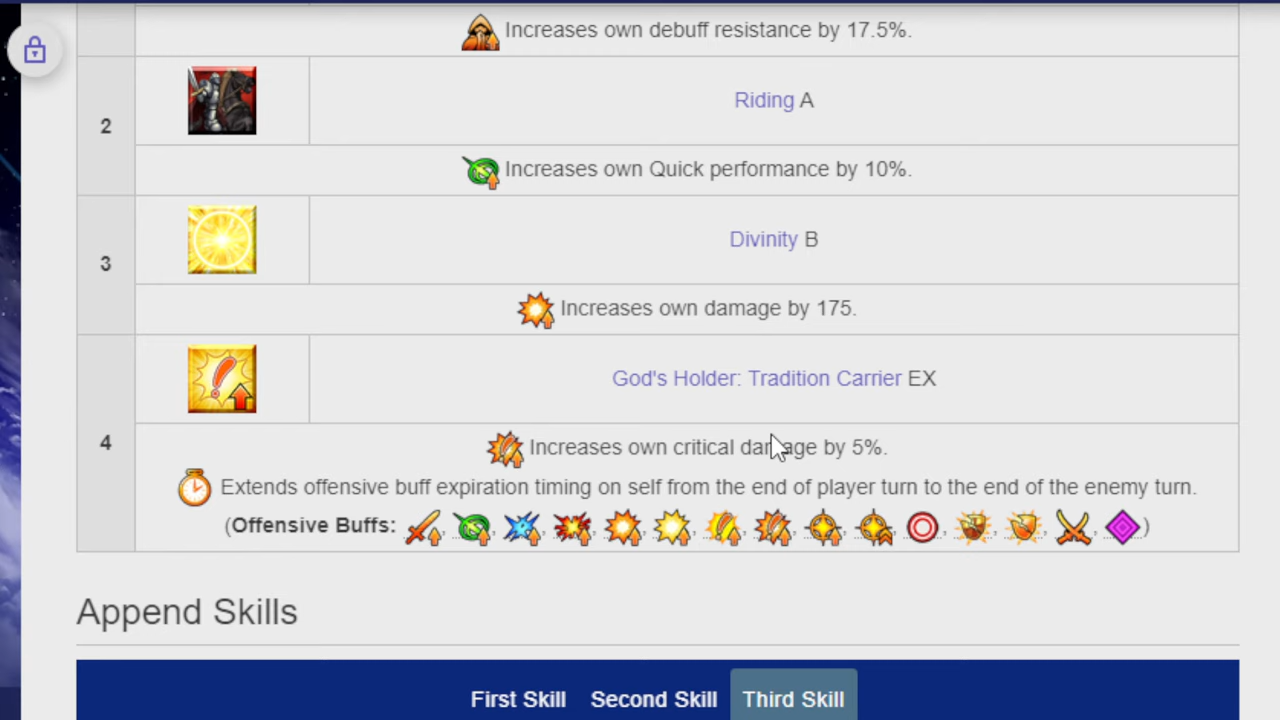 Increases own debuff resistance by 17.5%.
2
Riding A
Increases own Quick performance by 10%.
3
Divinity B
Increases own damage by 175.
4
God's Holder: Tradition Carrier EX
Increases own critical damage by 5%.
Extends offensive buff expiration timing on self from the end of player turn to the end of the enemy turn.
(Offensive Buffs: , , , , , , , , , , , , , , )
Append Skills
First Skill Second Skill Third Skill